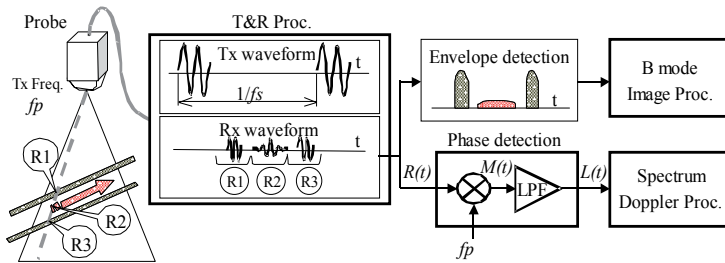 Probe
Tx Freq.
fp
R1
R2
R3
T&R Proc.
Tx waveform
t
1/fs
Rx waveform
t
R1 R2 R3
Envelope detection
t
B mode
Image Proc.
Phase detection
R(t) M(t) LPF L(t)
fp
Spectrum
Doppler Proc.